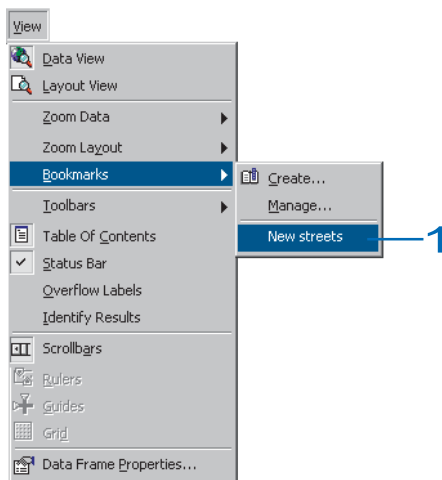 View
Data View
Layout View
Zoom Data
Zoom Layout
Bookmarks
Create...
Manage...
New streets
1
Toolbars
Table Of Contents
Status Bar
Overflow Labels
Identify Results
Scrollbars
Rulers
Guides
Grid
Data Frame Properties...